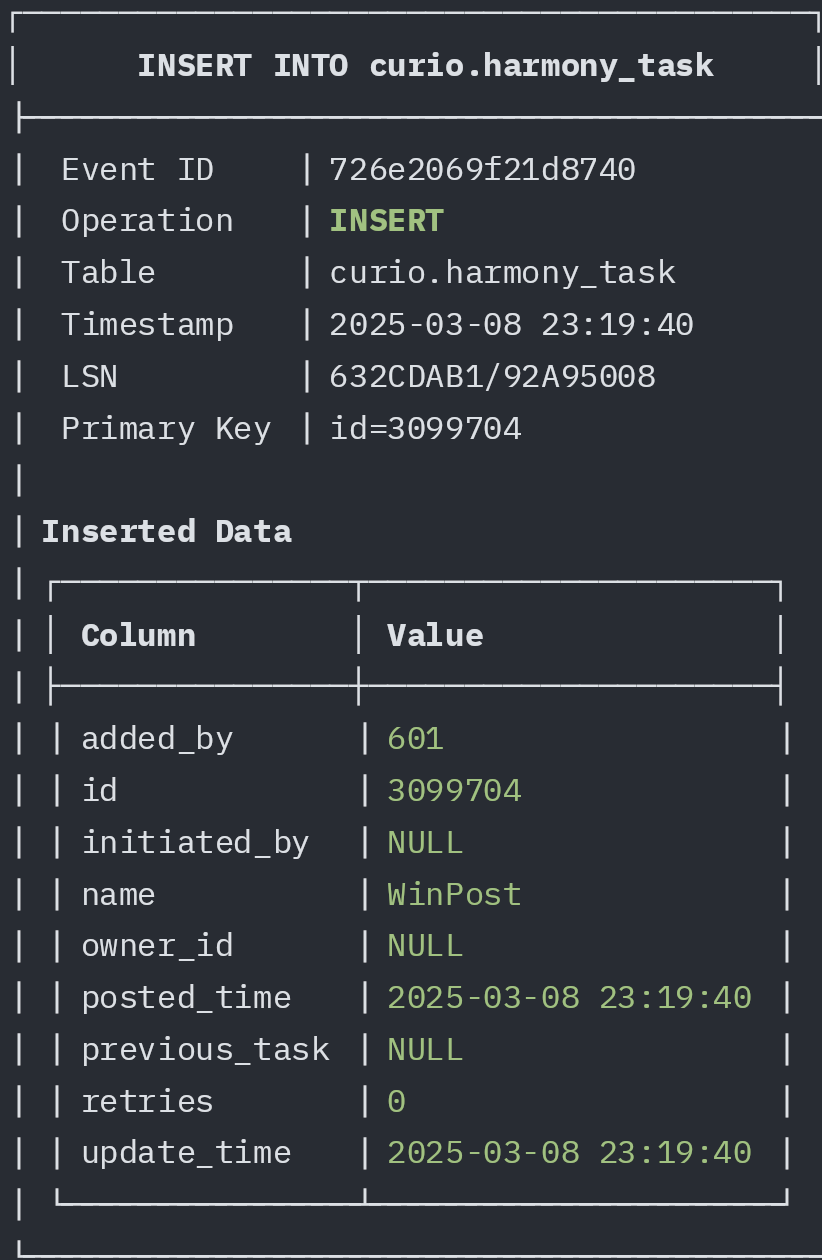 INSERT INTO curio.harmony_task
Event ID | 726e2069f21d8740
Operation | INSERT
Table | curio.harmony_task
Timestamp | 2025-03-08 23:19:40
LSN | 632CDAB1/92A95008
Primary Key | id=3099704
Inserted Data
Column | Value
added_by | 601
id | 3099704
initiated_by | NULL
name | WinPost
owner_id | NULL
posted_time | 2025-03-08 23:19:40
previous_task | NULL
retries | 0
update_time | 2025-03-08 23:19:40